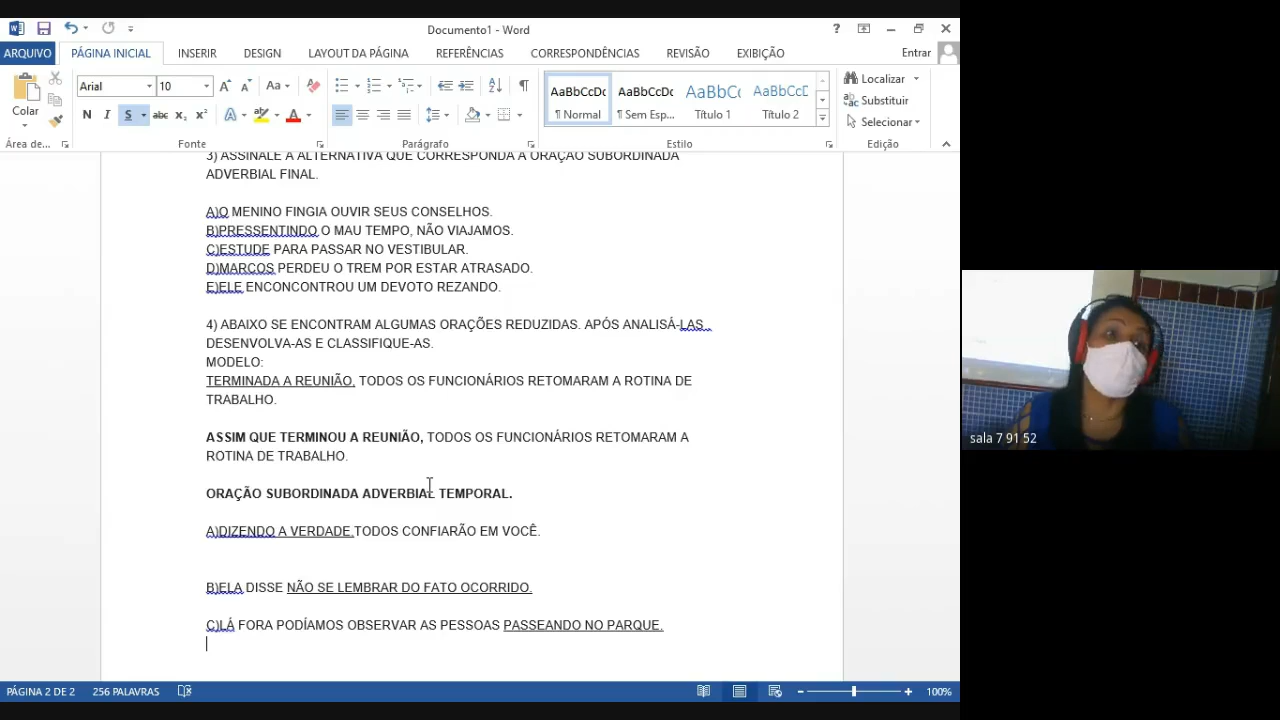 Documento1 - Word
?
ARQUIVO PÁGINA INICIAL INSERIR DESIGN LAYOUT DA PÁGINA REFERÊNCIAS CORRESPONDÊNCIAS REVISÃO EXIBIÇÃO Entrar
Colar
Arial 10 Aa
N I S abc x₂ x² A A
AaBbCcDc AaBbCcDc AaBbC( AaBbCcD
¶ Normal ¶ Sem Esp... Título 1 Título 2
Localizar
Substituir
Selecionar
Área de... Fonte Parágrafo Estilo Edição
3) ASSINALE A ALTERNATIVA QUE CORRESPONDA A ORAÇÃO SUBORDINADA
ADVERBIAL FINAL.
A)O MENINO FINGIA OUVIR SEUS CONSELHOS.
B)PRESSENTINDO O MAU TEMPO, NÃO VIAJAMOS.
C)ESTUDE PARA PASSAR NO VESTIBULAR.
D)MARCOS PERDEU O TREM POR ESTAR ATRASADO.
E)ELE ENCONCONTROU UM DEVOTO REZANDO.
4) ABAIXO SE ENCONTRAM ALGUMAS ORAÇÕES REDUZIDAS. APÓS ANALISÁ-LAS ,
DESENVOLVA-AS E CLASSIFIQUE-AS.
MODELO:
TERMINADA A REUNIÃO, TODOS OS FUNCIONÁRIOS RETOMARAM A ROTINA DE
TRABALHO.
ASSIM QUE TERMINOU A REUNIÃO, TODOS OS FUNCIONÁRIOS RETOMARAM A
ROTINA DE TRABALHO.
ORAÇÃO SUBORDINADA ADVERBIAL TEMPORAL.
A)DIZENDO A VERDADE,TODOS CONFIARÃO EM VOCÊ.
B)ELA DISSE NÃO SE LEMBRAR DO FATO OCORRIDO.
C)LÁ FORA PODÍAMOS OBSERVAR AS PESSOAS PASSEANDO NO PARQUE.
sala 7 91 52
PÁGINA 2 DE 2 256 PALAVRAS 100%